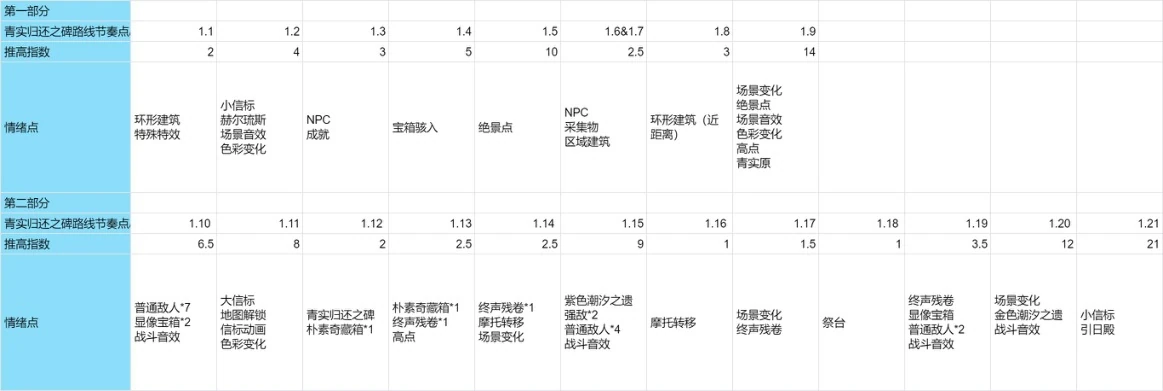 第一部分
青实归还之碑路线节奏点 1.1 1.2 1.3 1.4 1.5 1.6&1.7 1.8 1.9
推高指数 2 4 3 5 10 2.5 3 14
情绪点
环形建筑
特殊特效
小信标
赫尔琉斯
场景音效
色彩变化
NPC
成就
宝箱骇入
绝景点
NPC
采集物
区域建筑
环形建筑（近
距离）
场景变化
绝景点
场景音效
色彩变化
高点
青实原
第二部分
青实归还之碑路线节奏点 1.10 1.11 1.12 1.13 1.14 1.15 1.16 1.17 1.18 1.19 1.20 1.21
推高指数 6.5 8 2 2.5 2.5 9 1 1.5 1 3.5 12 21
情绪点
普通敌人*7
显像宝箱*2
战斗音效
大信标
地图解锁
信标动画
色彩变化
青实归还之碑
朴素奇藏箱*1
朴素奇藏箱*1
终声残卷*1
高点
终声残卷*1
摩托转移
场景变化
紫色潮汐之遗
强敌*2
普通敌人*4
战斗音效
摩托转移
场景变化
终声残卷
祭台
终声残卷
显像宝箱
普通敌人*2
战斗音效
场景变化
金色潮汐之遗
战斗音效
小信标
引日殿